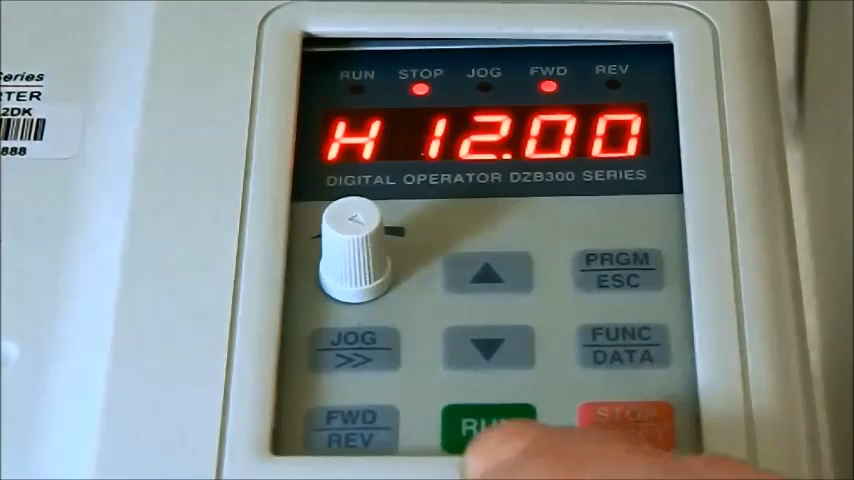 Series
RTER
2DK
888
RUN STOP JOG FWD REV
H 12.00
DIGITAL OPERATOR DZB300 SERIES
PRGM
ESC
JOG
>>
FUNC
DATA
FWD
REV
STOP